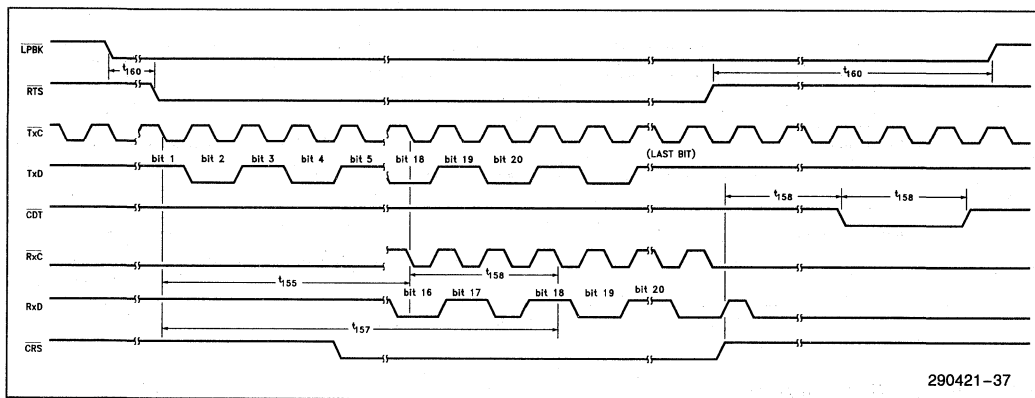 LPBK
t160
t160
RTS
TxC
bit 1 bit 2 bit 3 bit 4 bit 5 bit 18 bit 19 bit 20 (LAST BIT)
TxD
t158 t158
CDT
RxC
t155 t158
bit 16 bit 17 bit 18 bit 19 bit 20
RxD
t157
CRS
290421-37